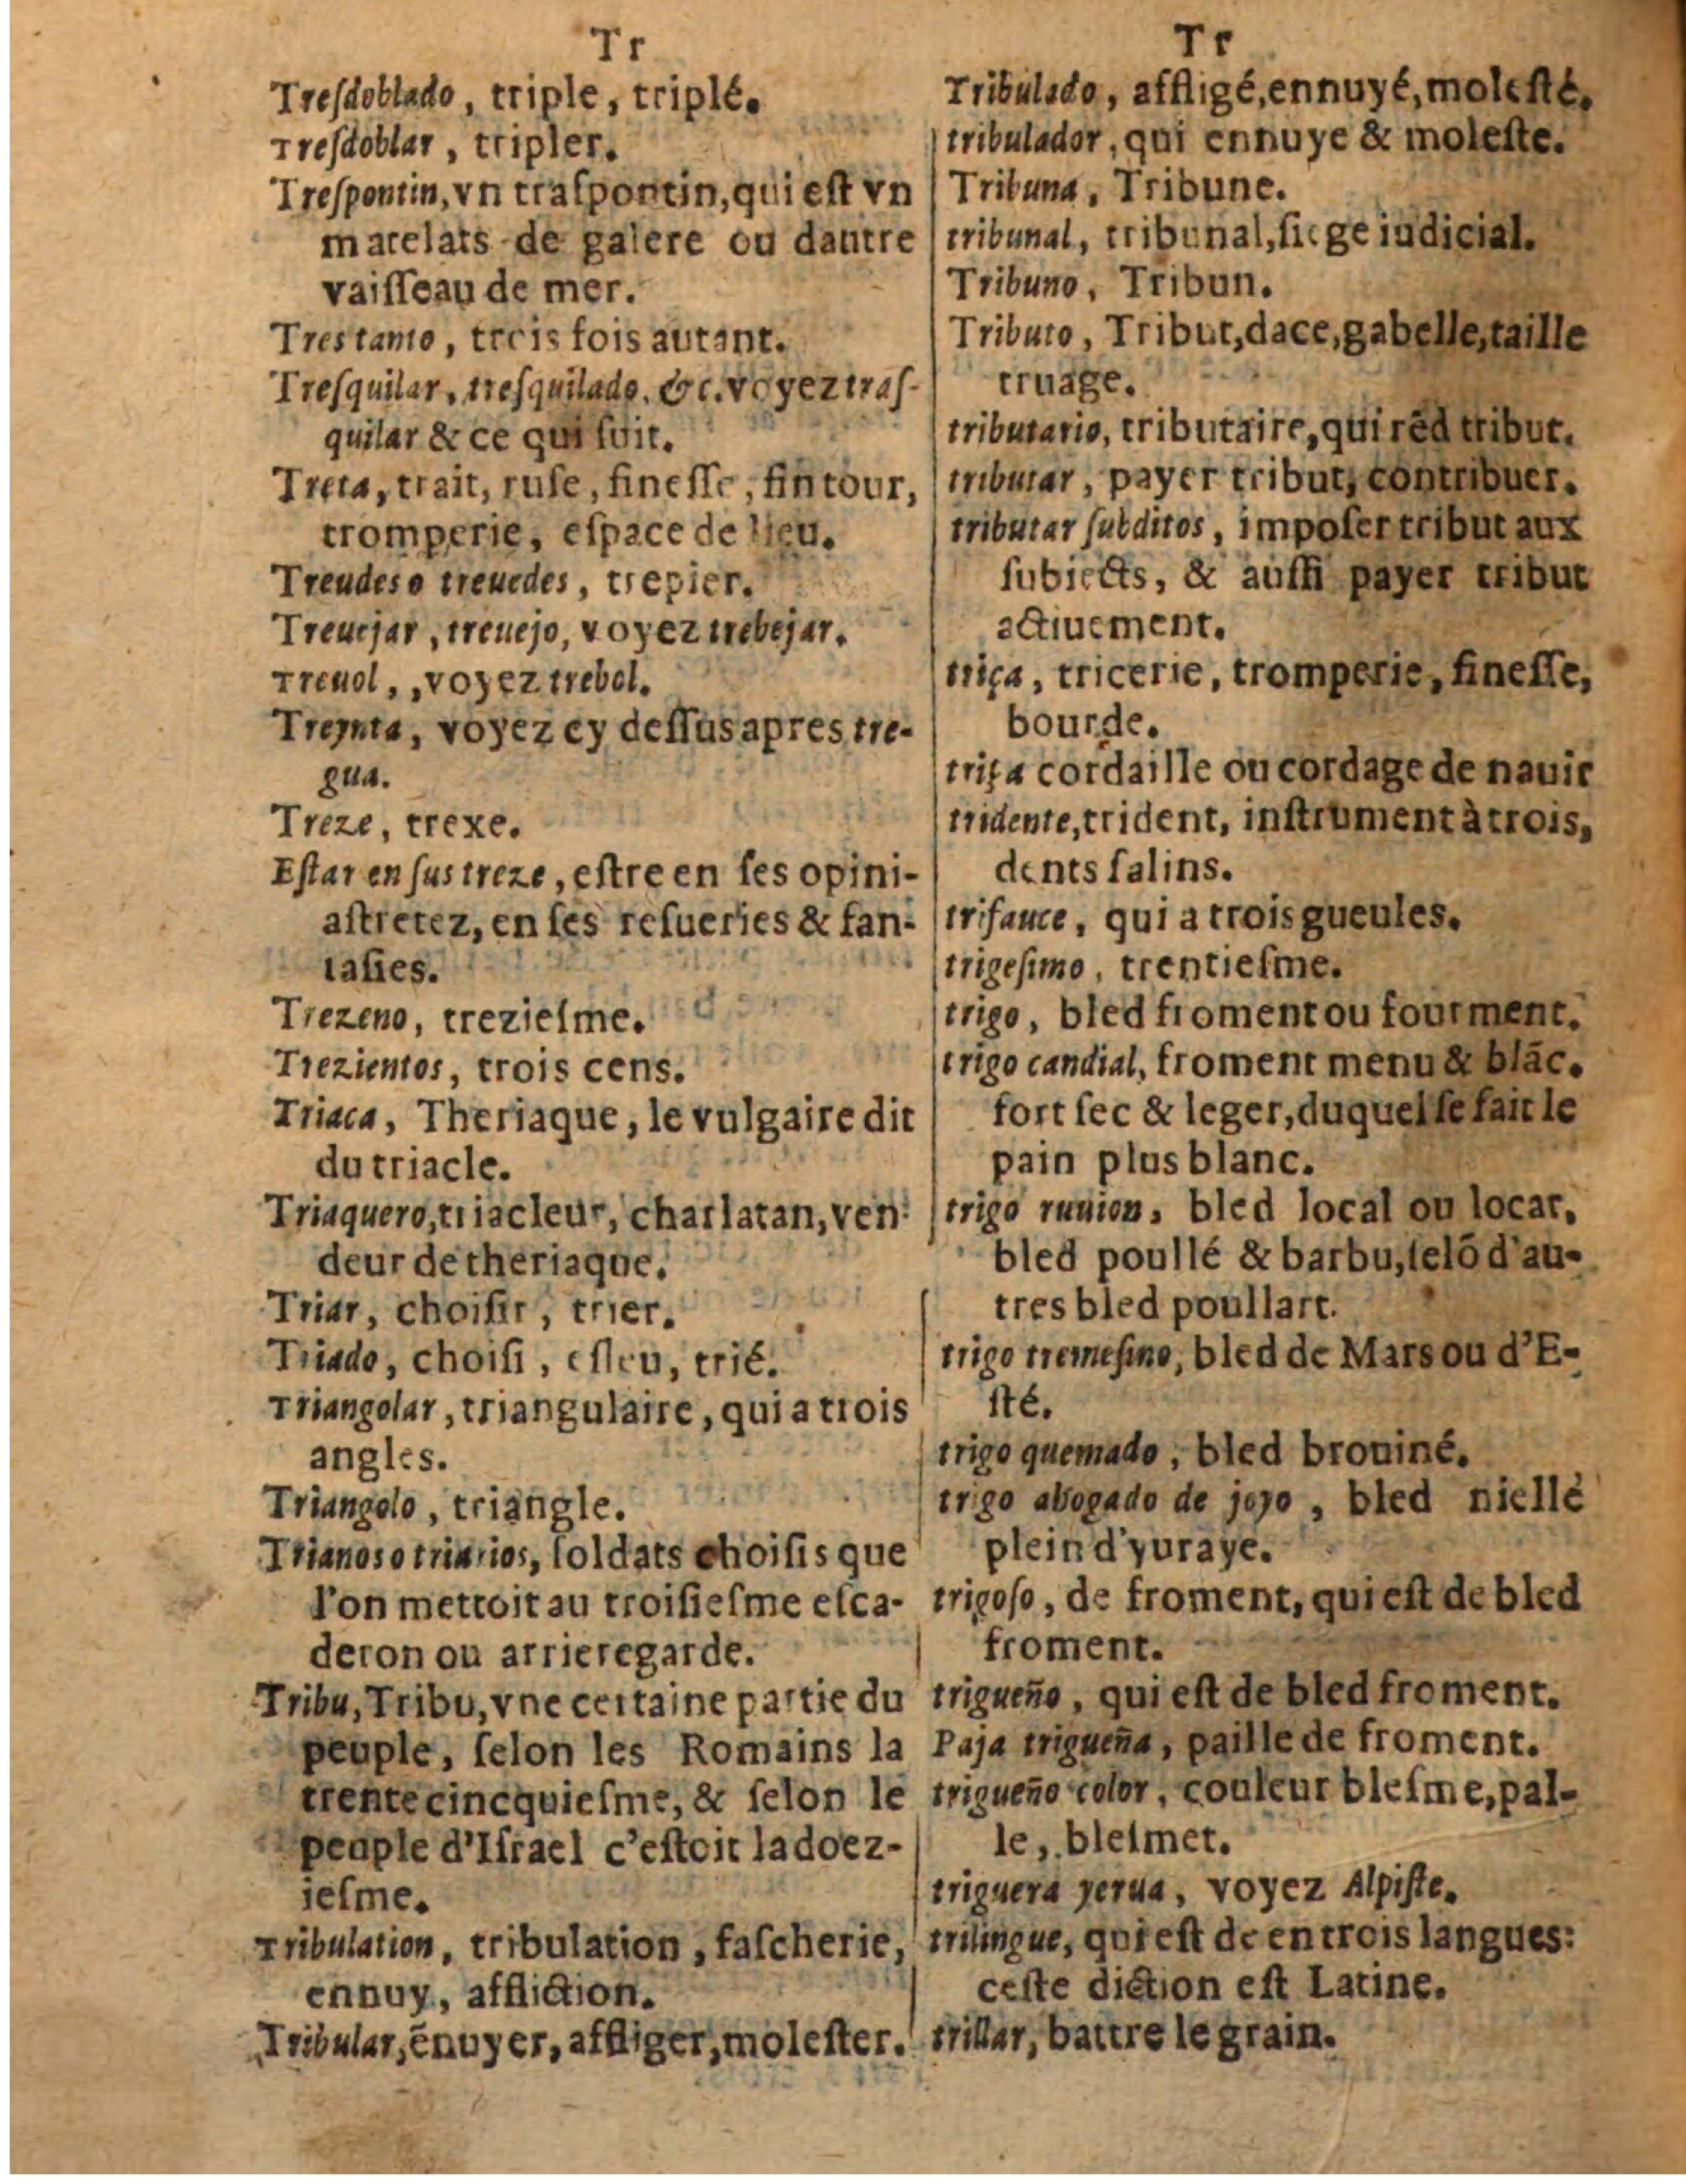 Tr
Treſdoblado, triple, triplé.
Treſdoblar, tripler.
Treſpontin, vn traſpontin, qui eſt vn
matelats de galere ou dautre
vaiſſeau de mer.
Tres tanto, trois fois autant.
Treſquilar, treſquilado, &c. voyez traſ-
quilar & ce qui ſuit.
Treta, trait, ruſe, fineſſe, fin tour,
tromperie, eſpace de lieu.
Treudes o treuedes, trepier.
Treuejar, treuejo, voyez trebejar.
Treuol, , voyez trebol.
Treynta, voyez cy deſſus apres tre-
gua.
Treze, trexe.
Eſtar en ſus treze, eſtre en ſes opini-
aſtretez, en ſes reſueries & fan-
taſies.
Trezeno, trezieſme.
Trezientos, trois cens.
Triaca, Theriaque, le vulgaire dit
du triacle.
Triaquero, triacleur, charlatan, ven-
deur de theriaque.
Triar, choiſir, trier.
Triado, choiſi, eſleu, trié.
Triangolar, triangulaire, qui a trois
angles.
Triangolo, triangle.
Trianos o triarios, ſoldats choiſis que
l'on mettoit au troiſieſme eſca-
deron ou arrieregarde.
Tribu, Tribu, vne certaine partie du
peuple, ſelon les Romains la
trente cincquieſme, & ſelon le
peuple d'Iſrael c'eſtoit la doez-
ieſme.
Tribulation, tribulation, faſcherie,
ennuy, affliction.
Tribular, ẽnuyer, affliger, moleſter.
Tr
Tribulado, affligé, ennuyé, moleſté.
tribulador, qui ennuye & moleſte.
Tribuna, Tribune.
tribunal, tribunal, ſiege iudicial.
Tribuno, Tribun.
Tributo, Tribut, dace, gabelle, taille
truage.
tributario, tributaire, qui rẽd tribut.
tributar, payer tribut, contribuer.
tributar ſubditos, impoſer tribut aux
ſubiects, & auſſi payer tribut
actiuement.
triça, tricerie, tromperie, fineſſe,
bourde.
triça cordaille ou cordage de nauir
tridente, trident, inſtrument à trois,
dents ſalins.
trifauce, qui a trois gueules.
trigeſimo, trentieſme.
trigo, bled froment ou fourment.
trigo candial, froment menu & blãc.
fort ſec & leger, duquel ſe fait le
pain plus blanc.
trigo ruuion, bled local ou locar,
bled poullé & barbu, ſelõ d'au-
tres bled poullart.
trigo tremeſino, bled de Mars ou d'E-
ſté.
trigo quemado, bled brouiné.
trigo abogado de joyo, bled niellé
plein d'yuraye.
trigoſo, de froment, qui eſt de bled
froment.
trigueño, qui eſt de bled froment.
Paja trigueña, paille de froment.
trigueño color, couleur bleſme, pal-
le, bleſmet.
triguera yerua, voyez Alpiſte.
trilingue, qui eſt de en trois langues:
ceſte diction eſt Latine.
trillar, battre le grain.